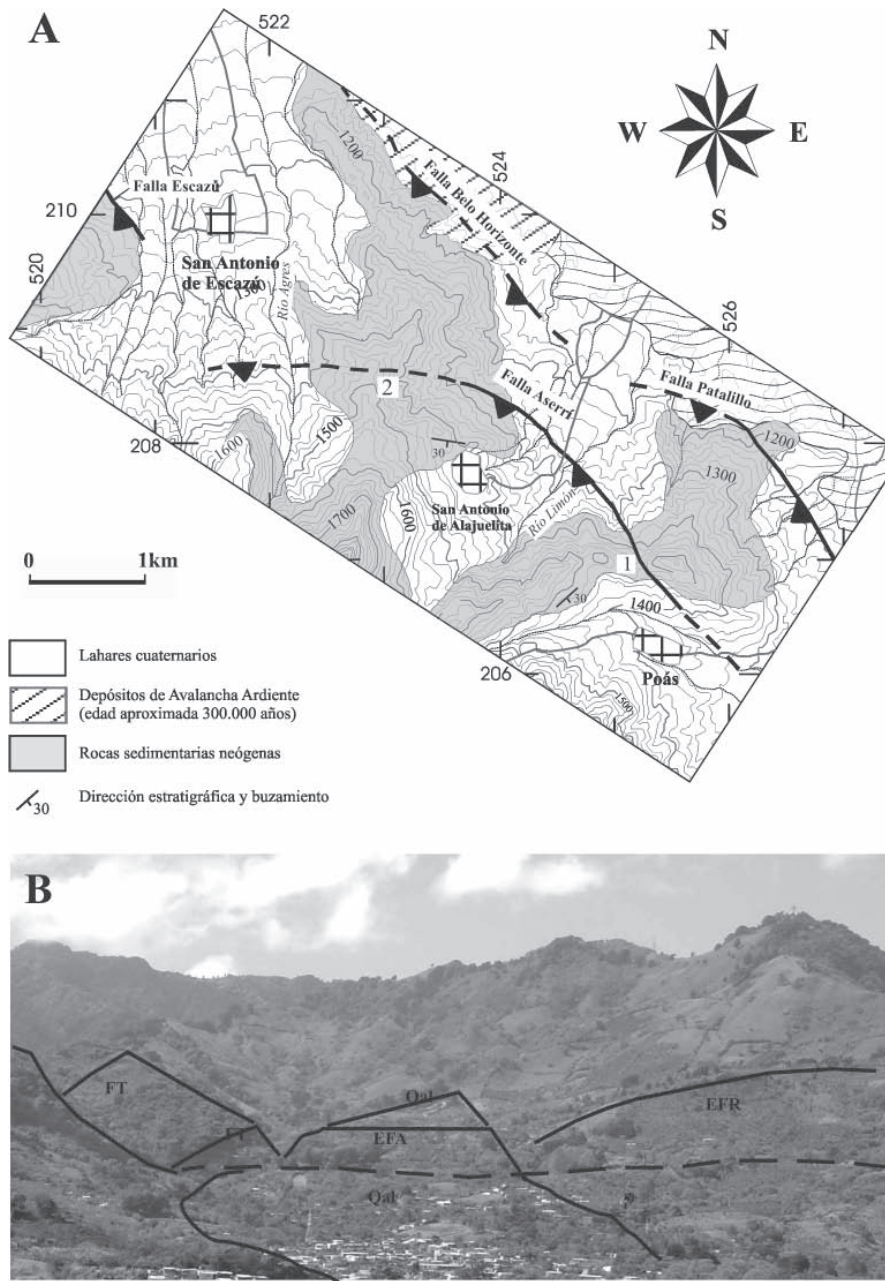 A
522
N
W
E
S
1200
524
Falla Belo Horizonte
Falla Escazú
210
520
San Antonio
de Escazú
1300
Río Agres
526
2
Falla Aserrí
Falla Patalillo
208
1600
1500
30
1200
1300
San Antonio
de Alajuelita
1700
1600
Río Limón
0
1km
1
30
1400
206
Poás
1500
Lahares cuaternarios
Depósitos de Avalancha Ardiente
(edad aproximada 300.000 años)
Rocas sedimentarias neógenas
30
Dirección estratigráfica y buzamiento
B
FT
Qal
EFR
FT
EFA
Qal